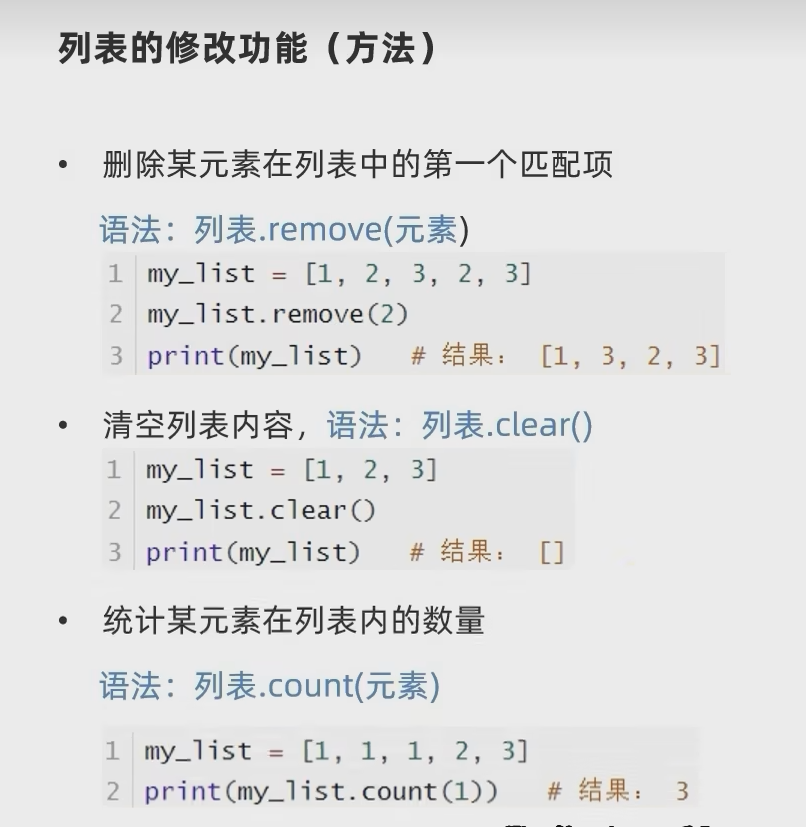 列表的修改功能（方法）
• 删除某元素在列表中的第一个匹配项
语法：列表.remove(元素)
1 my_list = [1, 2, 3, 2, 3]
2 my_list.remove(2)
3 print(my_list) # 结果： [1, 3, 2, 3]
• 清空列表内容，语法：列表.clear()
1 my_list = [1, 2, 3]
2 my_list.clear()
3 print(my_list) # 结果： []
• 统计某元素在列表内的数量
语法：列表.count(元素)
1 my_list = [1, 1, 1, 2, 3]
2 print(my_list.count(1)) # 结果： 3